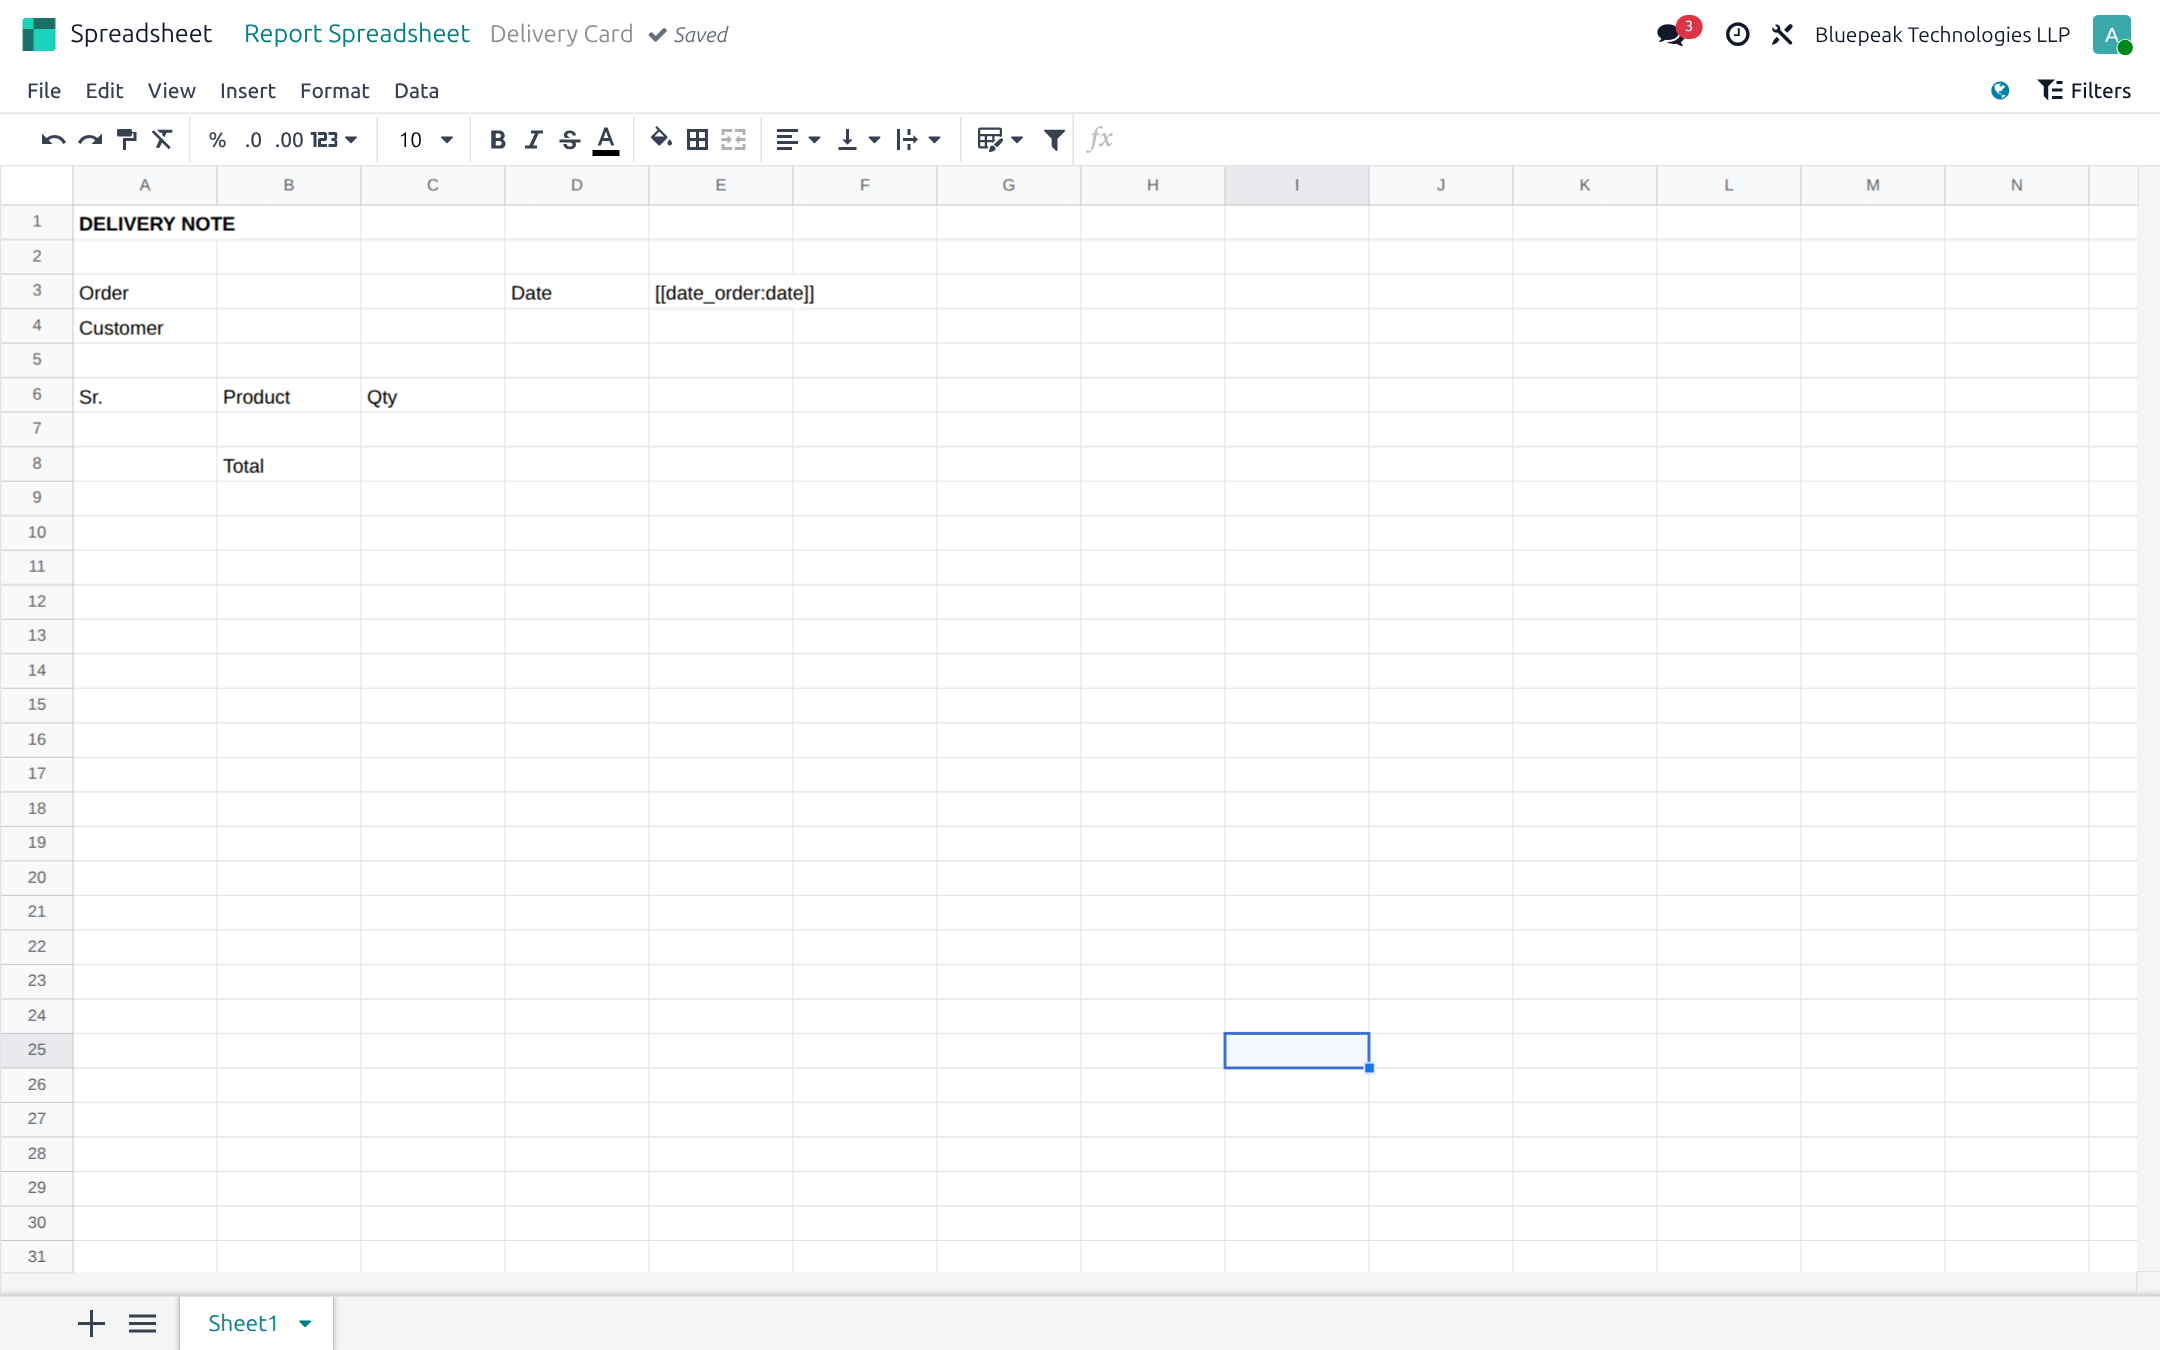 Spreadsheet Report Spreadsheet Delivery Card Saved 3 Bluepeak Technologies LLP A
File Edit View Insert Format Data Filters
% .0 .00 123 10 B I S A fx
A B C D E F G H I J K L M N
1 DELIVERY NOTE
2
3 Order Date [[date_order:date]]
4 Customer
5
6 Sr. Product Qty
7
8 Total
9
10
11
12
13
14
15
16
17
18
19
20
21
22
23
24
25
26
27
28
29
30
31
Sheet1